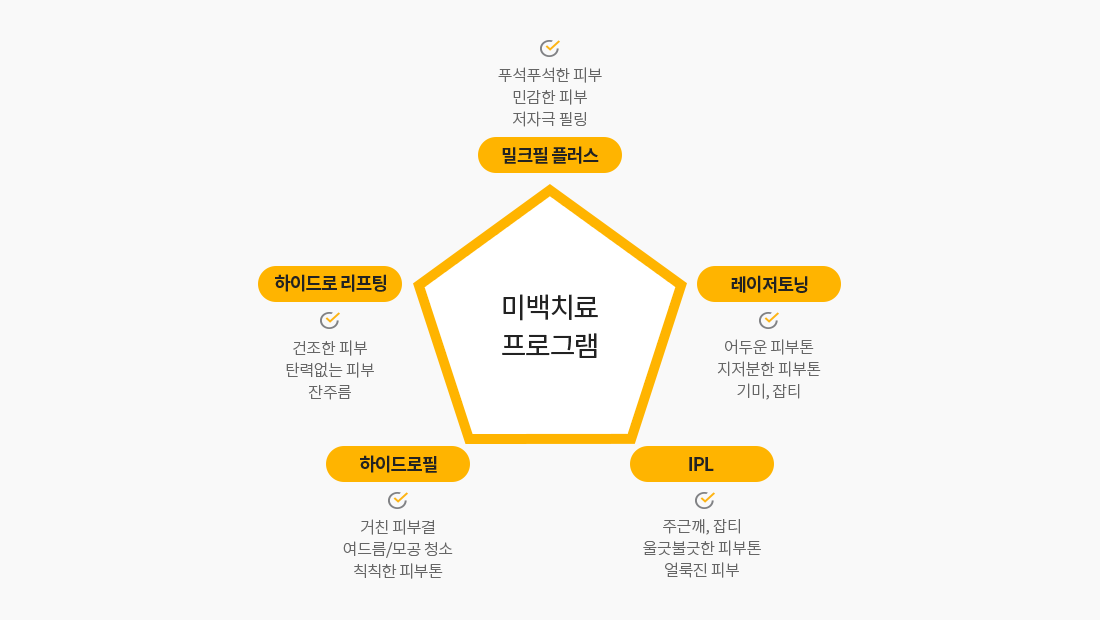 푸석푸석한 피부
민감한 피부
저자극 필링
밀크필 플러스
하이드로 리프팅
건조한 피부
탄력없는 피부
잔주름
미백치료
프로그램
레이저토닝
어두운 피부톤
지저분한 피부톤
기미, 잡티
하이드로필
거친 피부결
여드름/모공 청소
칙칙한 피부톤
IPL
주근깨, 잡티
울긋불긋한 피부톤
얼룩진 피부